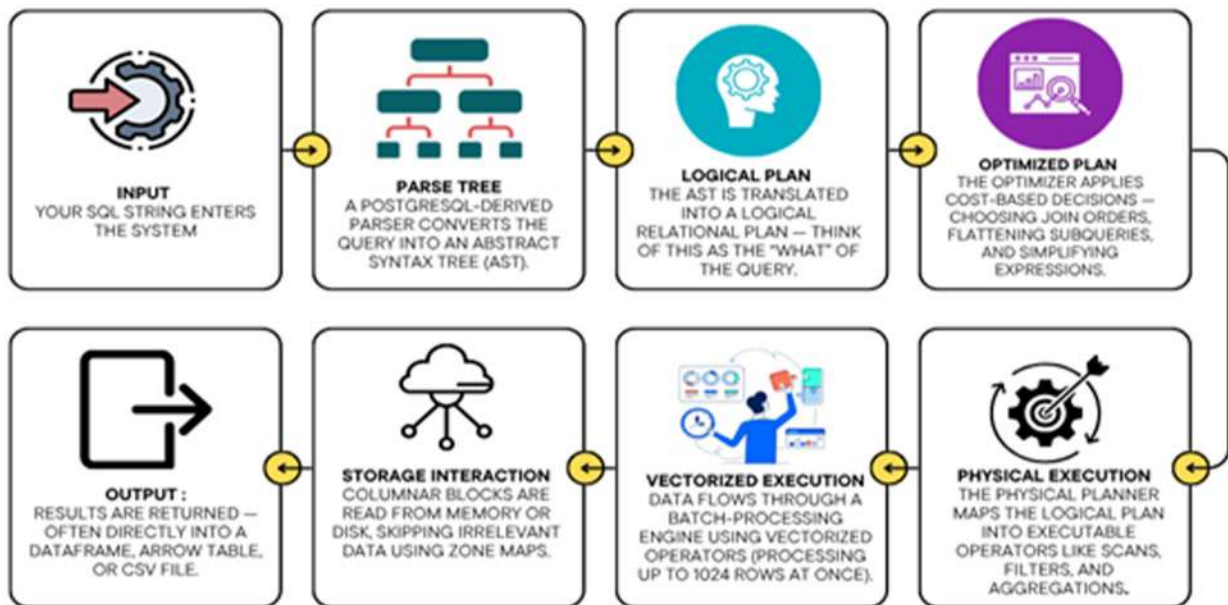 INPUT
YOUR SQL STRING ENTERS
THE SYSTEM
PARSE TREE
A POSTGRESQL-DERIVED
PARSER CONVERTS THE
QUERY INTO AN ABSTRACT
SYNTAX TREE (AST).
LOGICAL PLAN
THE AST IS TRANSLATED
INTO A LOGICAL
RELATIONAL PLAN — THINK
OF THIS AS THE "WHAT" OF
THE QUERY.
OPTIMIZED PLAN
THE OPTIMIZER APPLIES
COST-BASED DECISIONS —
CHOOSING JOIN ORDERS,
FLATTENING SUBQUERIES,
AND SIMPLIFYING
EXPRESSIONS.
PHYSICAL EXECUTION
THE PHYSICAL PLANNER
MAPS THE LOGICAL PLAN
INTO EXECUTABLE
OPERATORS LIKE SCANS,
FILTERS, AND
AGGREGATIONS.
VECTORIZED EXECUTION
DATA FLOWS THROUGH A
BATCH-PROCESSING
ENGINE USING VECTORIZED
OPERATORS (PROCESSING
UP TO 1024 ROWS AT ONCE).
STORAGE INTERACTION
COLUMNAR BLOCKS ARE
READ FROM MEMORY OR
DISK, SKIPPING IRRELEVANT
DATA USING ZONE MAPS.
OUTPUT :
RESULTS ARE RETURNED —
OFTEN DIRECTLY INTO A
DATAFRAME, ARROW TABLE,
OR CSV FILE.